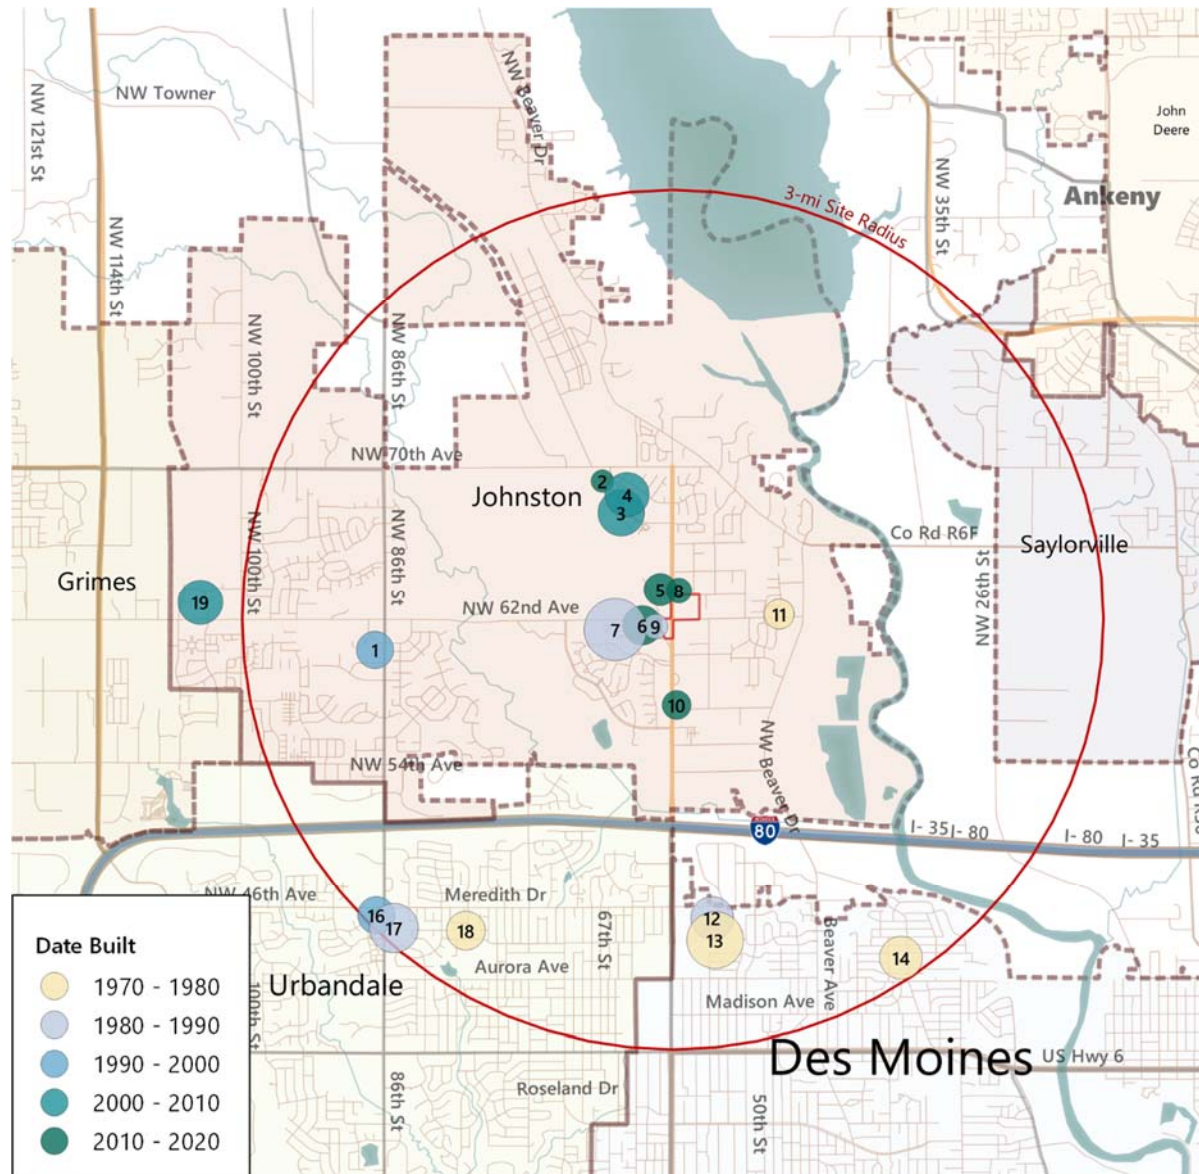 NW Towner
NW 121st St
NW Beaver Dr
John
Deere
NW 35th St
Ankeny
3-mi Site Radius
NW 114th St
NW 100th St
NW 86th St
NW 70th Ave
2
4
3
Johnston
NW 100th St
NW 86th St
Co Rd R6F
Saylorville
NW 26th St
Grimes
19
5
8
NW 62nd Ave
7
6
9
11
1
10
NW 54th Ave
NW Beaver Dr
80
I- 35
I- 80
I- 80
I- 35
NW 46th Ave
Meredith Dr
16
17
18
67th St
12
13
Beaver Ave
14
Aurora Ave
Urbandale
100th St
Madison Ave
Des Moines
US Hwy 6
Roseland Dr
86th St
50th St
Date Built
1970 - 1980
1980 - 1990
1990 - 2000
2000 - 2010
2010 - 2020